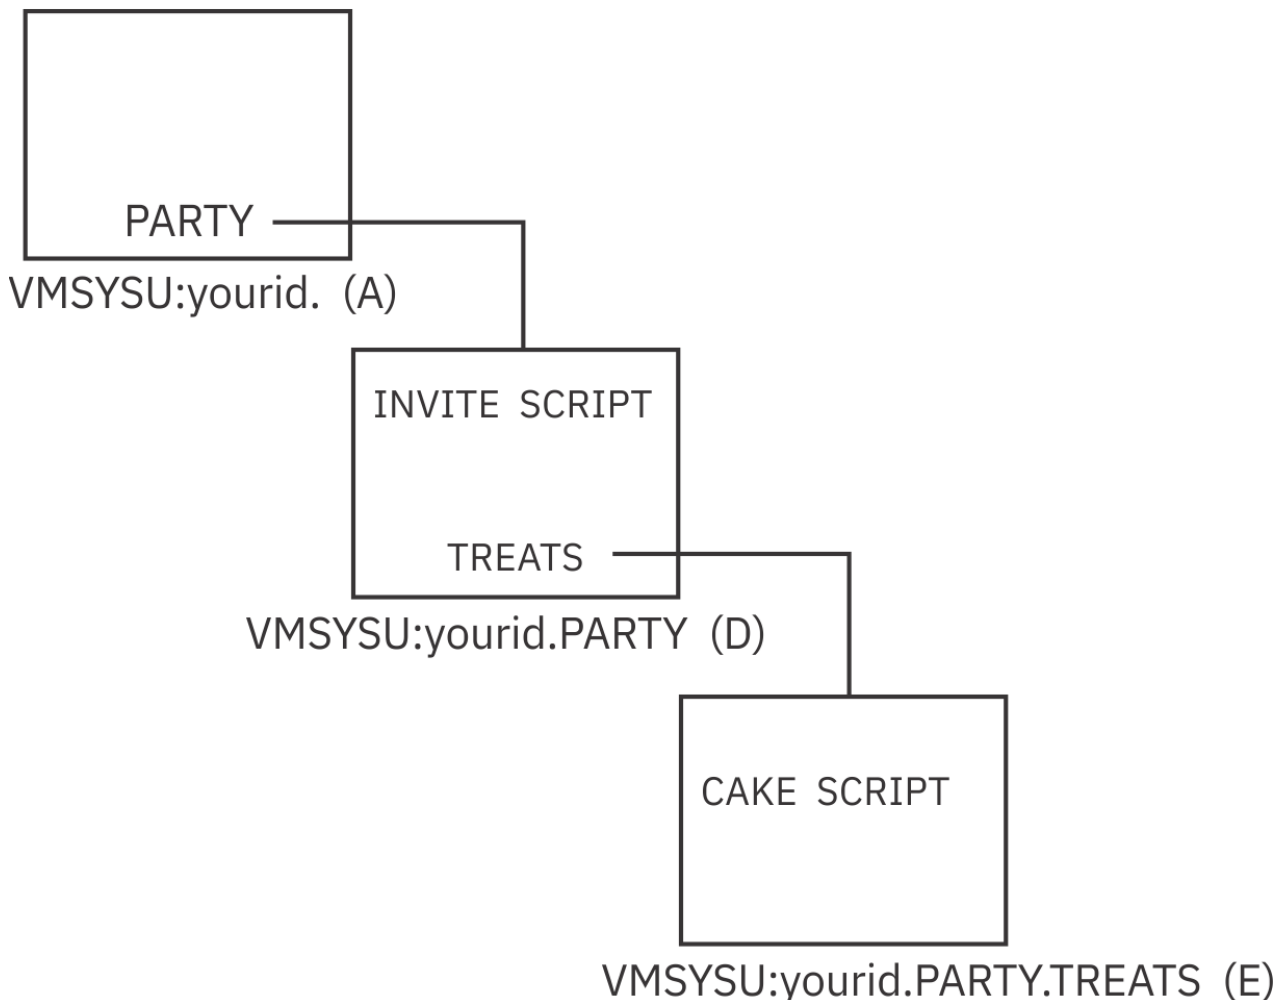 PARTY
VMSYSU:yourid. (A)
INVITE SCRIPT
TREATS
VMSYSU:yourid.PARTY (D)
CAKE SCRIPT
VMSYSU:yourid.PARTY.TREATS (E)